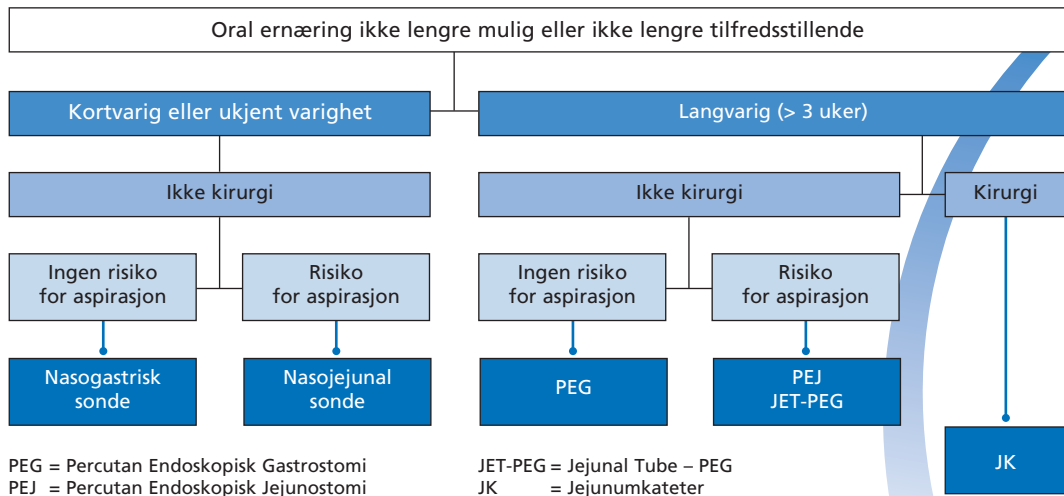 Oral ernæring ikke lengre mulig eller ikke lengre tilfredsstillende
Kortvarig eller ukjent varighet
Langvarig (> 3 uker)
Ikke kirurgi
Ikke kirurgi
Kirurgi
Ingen risiko
for aspirasjon
Risiko
for aspirasjon
Ingen risiko
for aspirasjon
Risiko
for aspirasjon
Nasogastrisk
sonde
Nasojejunal
sonde
PEG
PEJ
JET-PEG
JK
PEG = Percutan Endoskopisk Gastrostomi
PEJ = Percutan Endoskopisk Jejunostomi
JET-PEG = Jejunal Tube – PEG
JK = Jejunumkateter